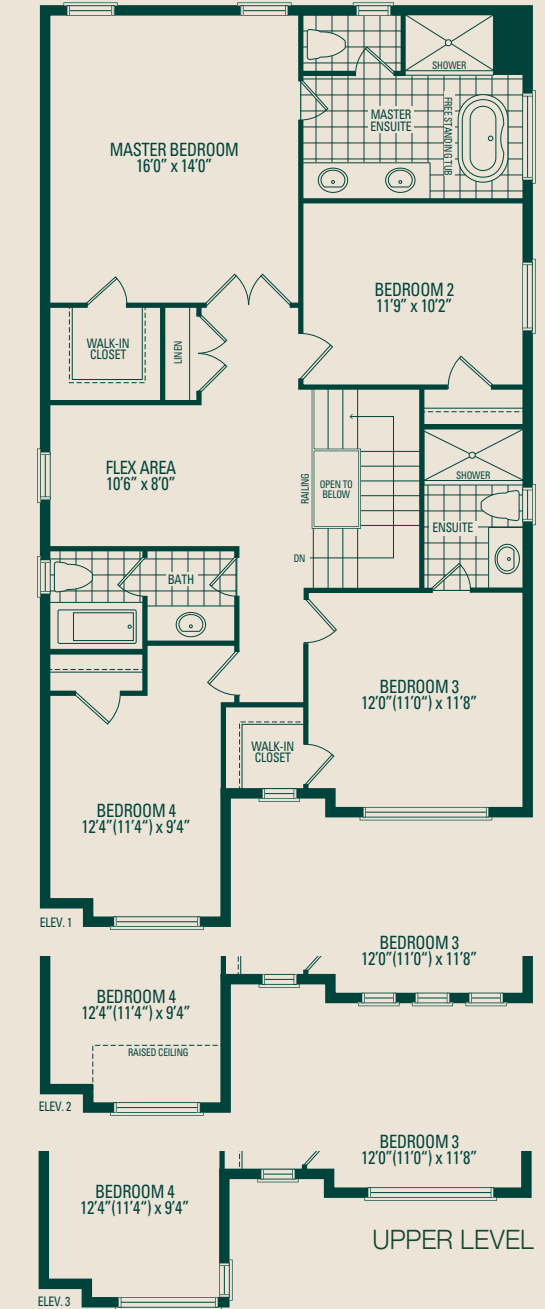 SHOWER
MASTER
ENSUITE
FREE STANDING TUB
MASTER BEDROOM
16'0" x 14'0"
BEDROOM 2
11'9" x 10'2"
WALK-IN
CLOSET
LINEN
FLEX AREA
10'6" x 8'0"
RAILING
OPEN TO
BELOW
SHOWER
ENSUITE
DN
BATH
BEDROOM 3
12'0"(11'0") x 11'8"
WALK-IN
CLOSET
BEDROOM 4
12'4"(11'4") x 9'4"
ELEV. 1
BEDROOM 3
12'0"(11'0") x 11'8"
BEDROOM 4
12'4"(11'4") x 9'4"
RAISED CEILING
ELEV. 2
BEDROOM 3
12'0"(11'0") x 11'8"
BEDROOM 4
12'4"(11'4") x 9'4"
UPPER LEVEL
ELEV. 3